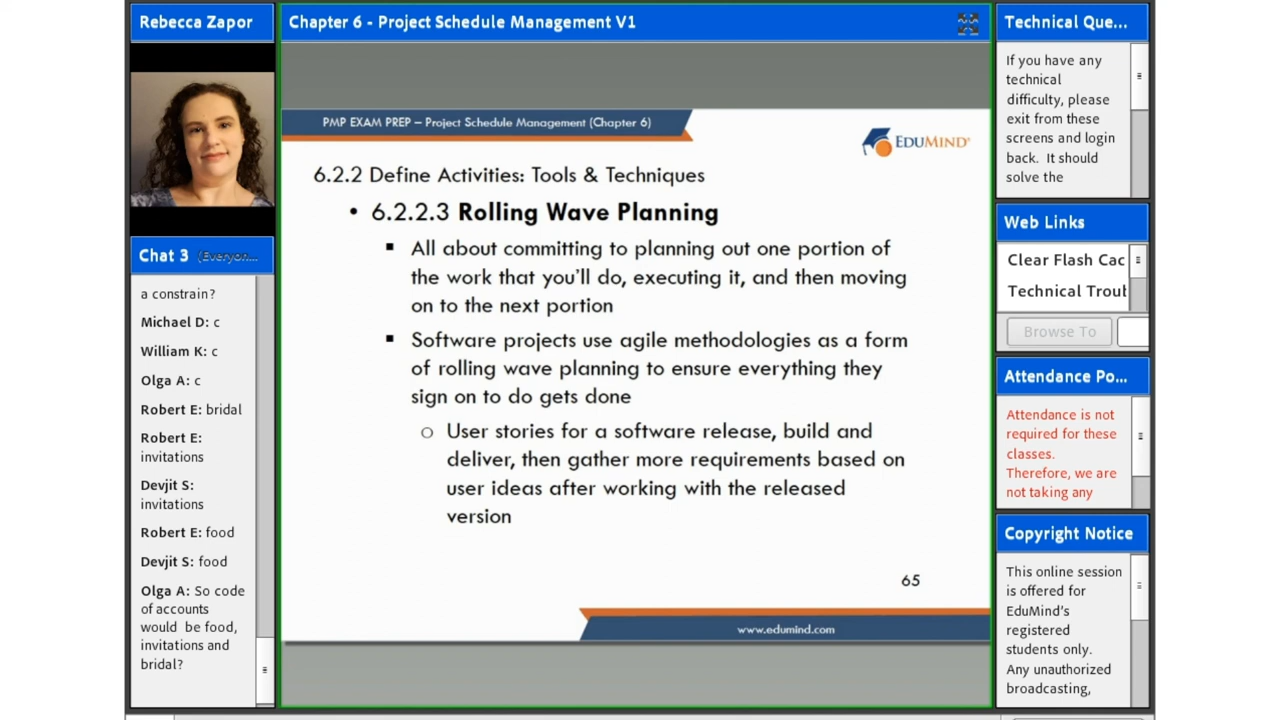 Rebecca Zapor
Chat 3 (Everyon...
a constrain?
Michael D: c
William K: c
Olga A: c
Robert E: bridal
Robert E:
invitations
Devjit S:
invitations
Robert E: food
Devjit S: food
Olga A: So code
of accounts
would be food,
invitations and
bridal?
Chapter 6 - Project Schedule Management V1
PMP EXAM PREP – Project Schedule Management (Chapter 6)
EDUMIND®
6.2.2 Define Activities: Tools & Techniques
• 6.2.2.3 Rolling Wave Planning
▪ All about committing to planning out one portion of
the work that you'll do, executing it, and then moving
on to the next portion
▪ Software projects use agile methodologies as a form
of rolling wave planning to ensure everything they
sign on to do gets done
o User stories for a software release, build and
deliver, then gather more requirements based on
user ideas after working with the released
version
65
www.edumind.com
Technical Que...
If you have any
technical
difficulty, please
exit from these
screens and login
back. It should
solve the
Web Links
Clear Flash Cac
Technical Trout
Browse To
Attendance Po...
Attendance is not
required for these
classes.
Therefore, we are
not taking any
Copyright Notice
This online session
is offered for
EduMind's
registered
students only.
Any unauthorized
broadcasting,